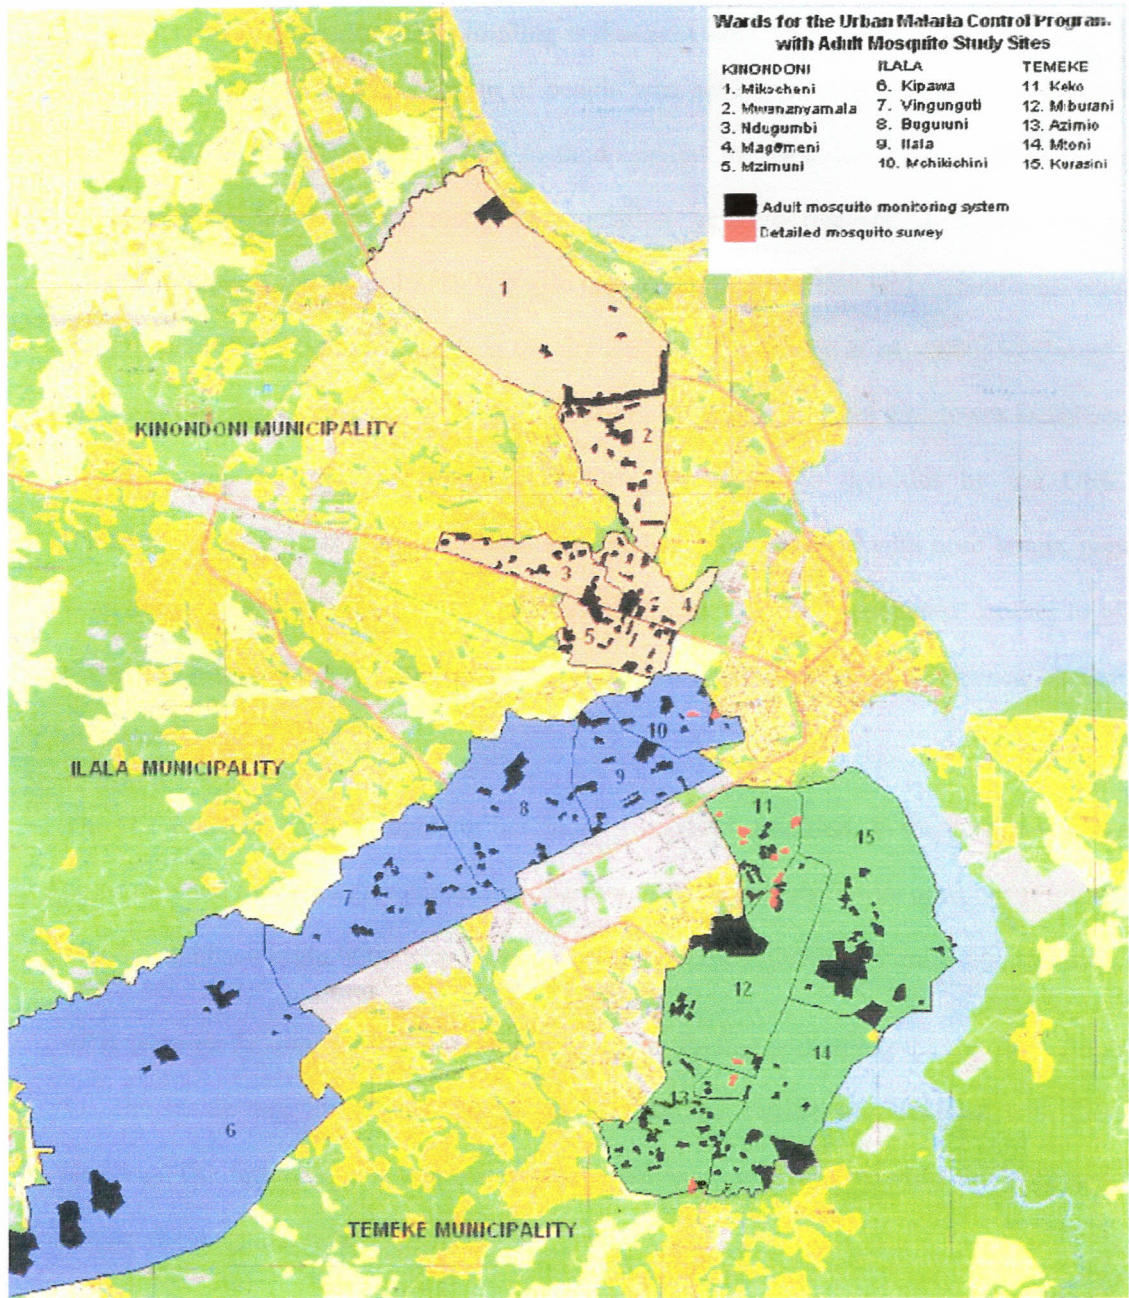 Wards for the Urban Malaria Control Program.
with Adult Mosquito Study Sites
KINONDONI
1. Mikocheni
2. Mwananyamala
3. Ndugumbi
4. Magomeni
5. Mzimuni
ILALA
6. Kipawa
7. Vingunguti
8. Buguruni
9. Ilala
10. Mchikichini
TEMEKE
11. Keko
12. Miburani
13. Azimio
14. Mtoni
15. Kurasini
Adult mosquito monitoring system
Detailed mosquito survey
1
KINONDONI MUNICIPALITY
2
3
4
5
10
ILALA MUNICIPALITY
9
8
11
15
7
12
14
13
6
TEMEKE MUNICIPALITY